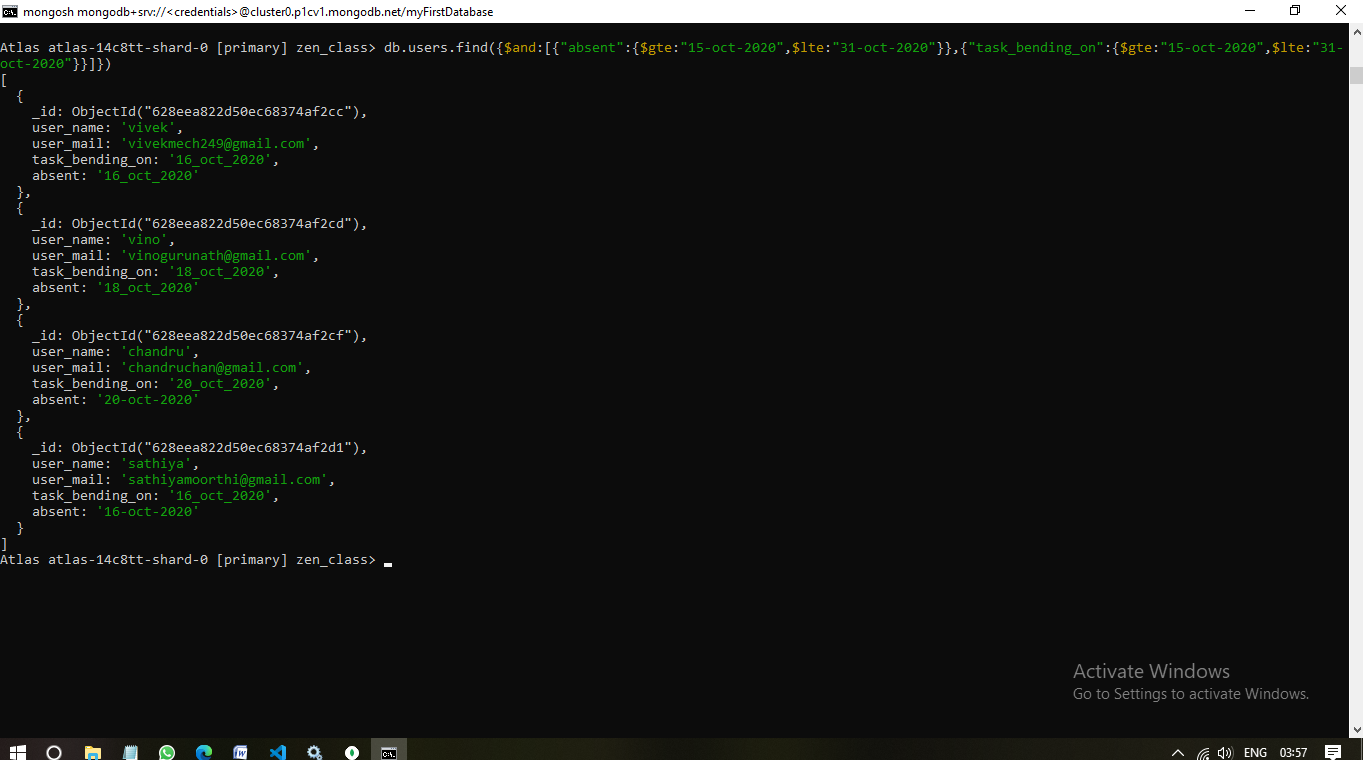 mongosh mongodb+srv://<credentials>@cluster0.p1cv1.mongodb.net/myFirstDatabase
Atlas atlas-14c8tt-shard-0 [primary] zen_class> db.users.find({$and:[{"absent":{$gte:"15-oct-2020",$lte:"31-oct-2020"}},{"task_bending_on":{$gte:"15-oct-2020",$lte:"31-
oct-2020"}}]})
[
  {
    _id: ObjectId("628eea822d50ec68374af2cc"),
    user_name: 'vivek',
    user_mail: 'vivekmech249@gmail.com',
    task_bending_on: '16_oct_2020',
    absent: '16_oct_2020'
  },
  {
    _id: ObjectId("628eea822d50ec68374af2cd"),
    user_name: 'vino',
    user_mail: 'vinogurunath@gmail.com',
    task_bending_on: '18_oct_2020',
    absent: '18_oct_2020'
  },
  {
    _id: ObjectId("628eea822d50ec68374af2cf"),
    user_name: 'chandru',
    user_mail: 'chandruchan@gmail.com',
    task_bending_on: '20_oct_2020',
    absent: '20-oct-2020'
  },
  {
    _id: ObjectId("628eea822d50ec68374af2d1"),
    user_name: 'sathiya',
    user_mail: 'sathiyamoorthi@gmail.com',
    task_bending_on: '16_oct_2020',
    absent: '16-oct-2020'
  }
]
Atlas atlas-14c8tt-shard-0 [primary] zen_class>
Activate Windows
Go to Settings to activate Windows.
ENG 03:57